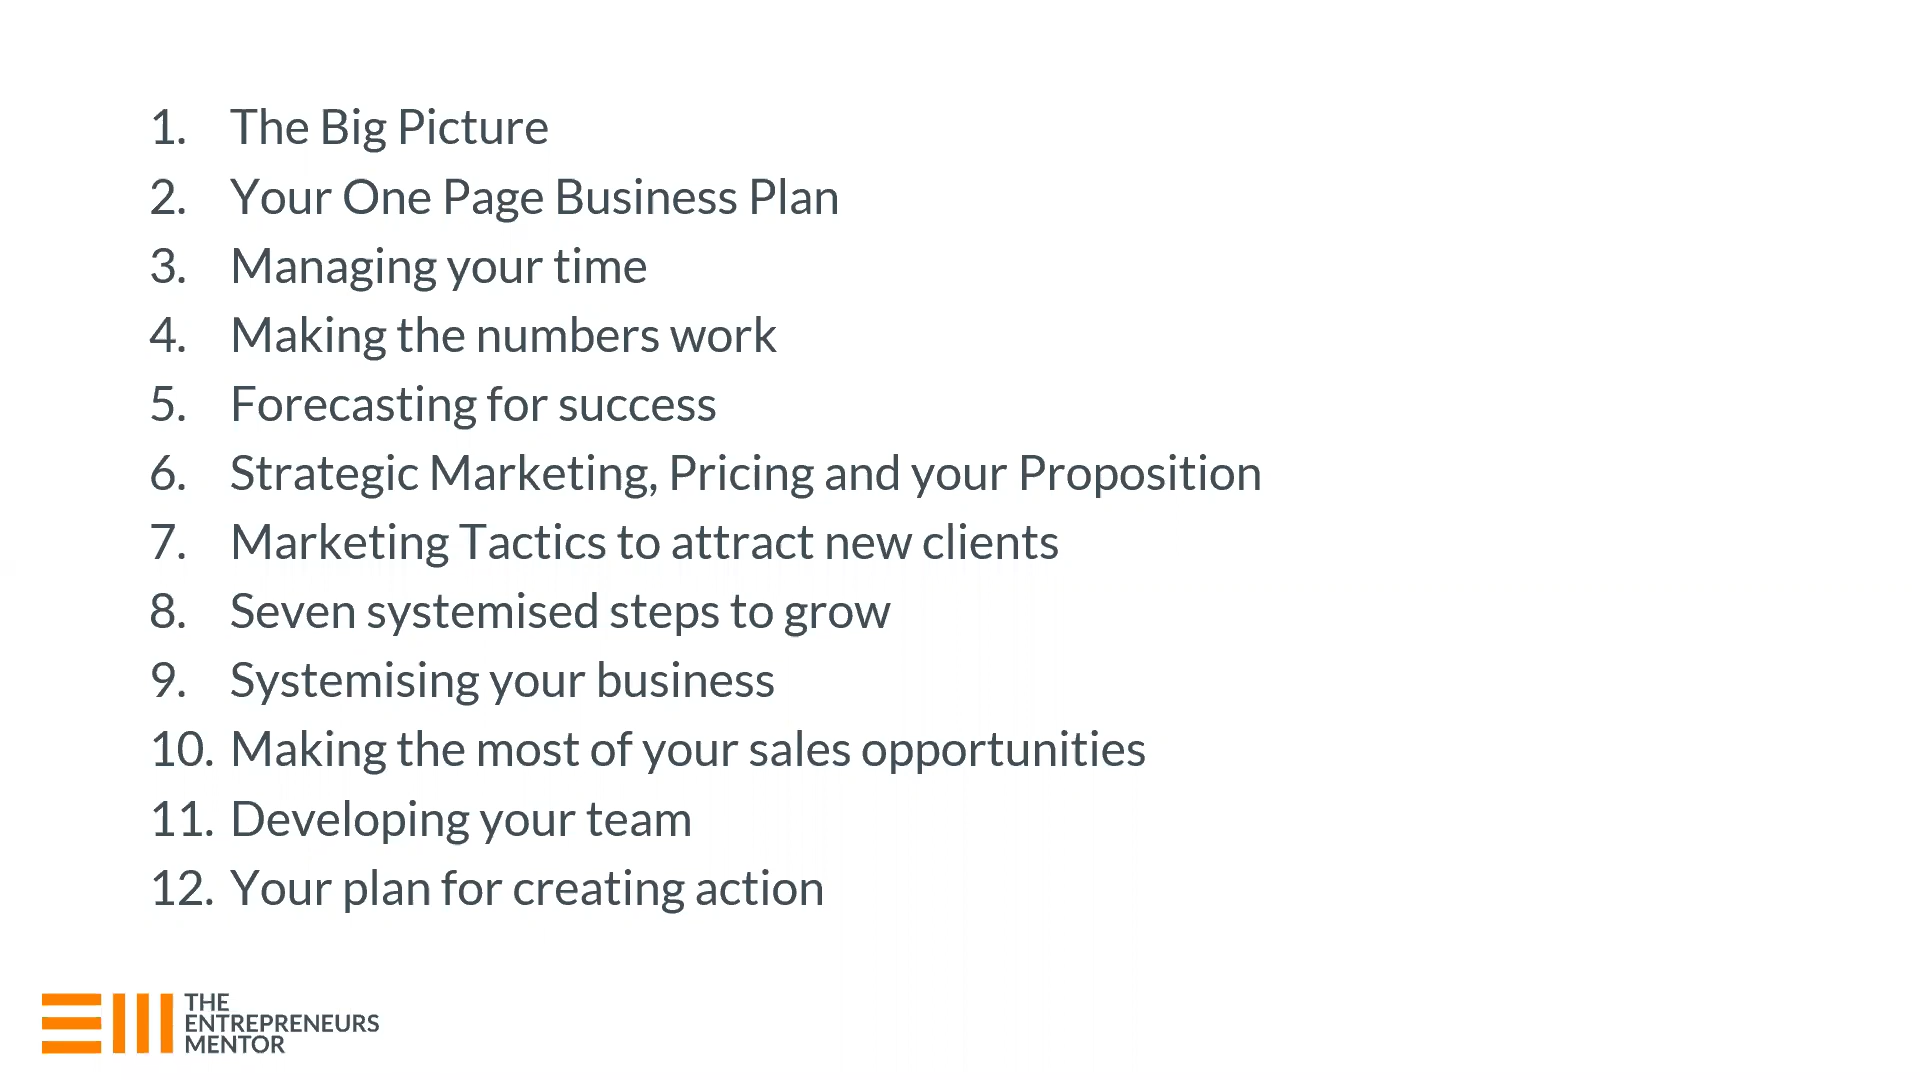 1. The Big Picture
2. Your One Page Business Plan
3. Managing your time
4. Making the numbers work
5. Forecasting for success
6. Strategic Marketing, Pricing and your Proposition
7. Marketing Tactics to attract new clients
8. Seven systemised steps to grow
9. Systemising your business
10. Making the most of your sales opportunities
11. Developing your team
12. Your plan for creating action
THE
ENTREPRENEURS
MENTOR